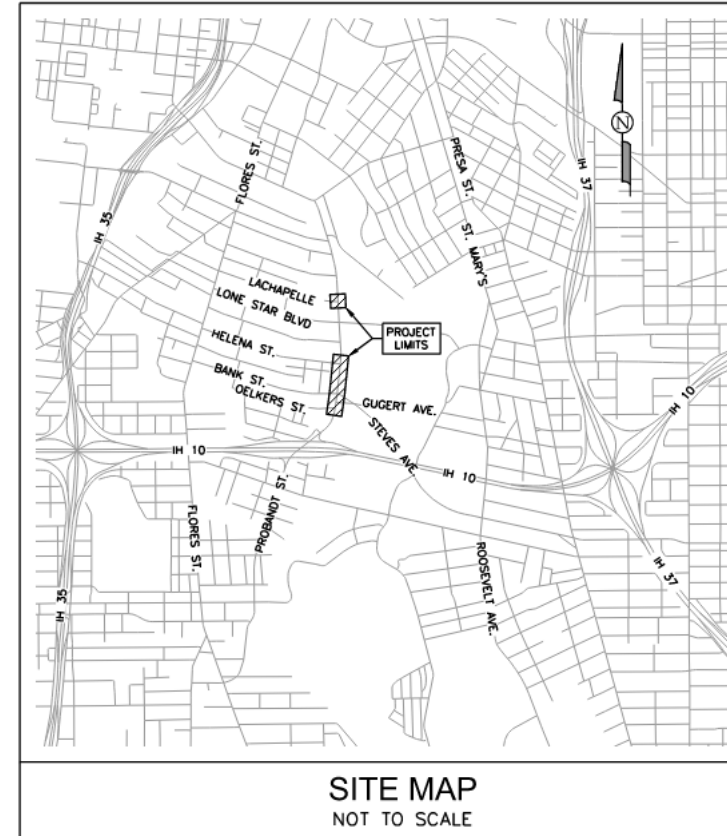 N
IH 37
PRESA ST.
FLORES ST.
IH 35
ST. MARY'S
LACHAPELLE
LONE STAR BLVD
PROJECT
LIMITS
HELENA ST.
BANK ST.
OELKERS ST.
GUGERT AVE.
STEVES AVE.
IH 10
IH 10
IH 10
PROBANDT ST.
FLORES ST.
ROOSEVELT AVE.
IH 37
IH 35
SITE MAP
NOT TO SCALE